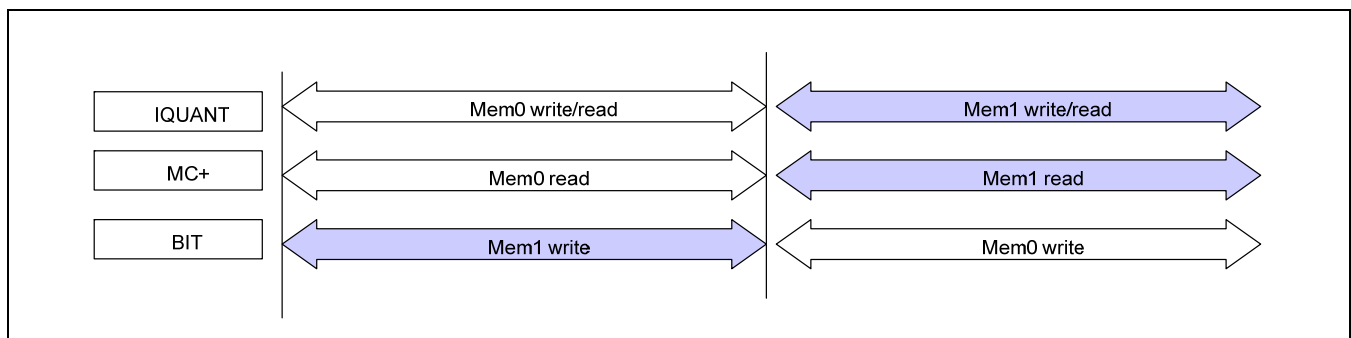 IQUANT Mem0 write/read Mem1 write/read
MC+ Mem0 read Mem1 read
BIT Mem1 write Mem0 write